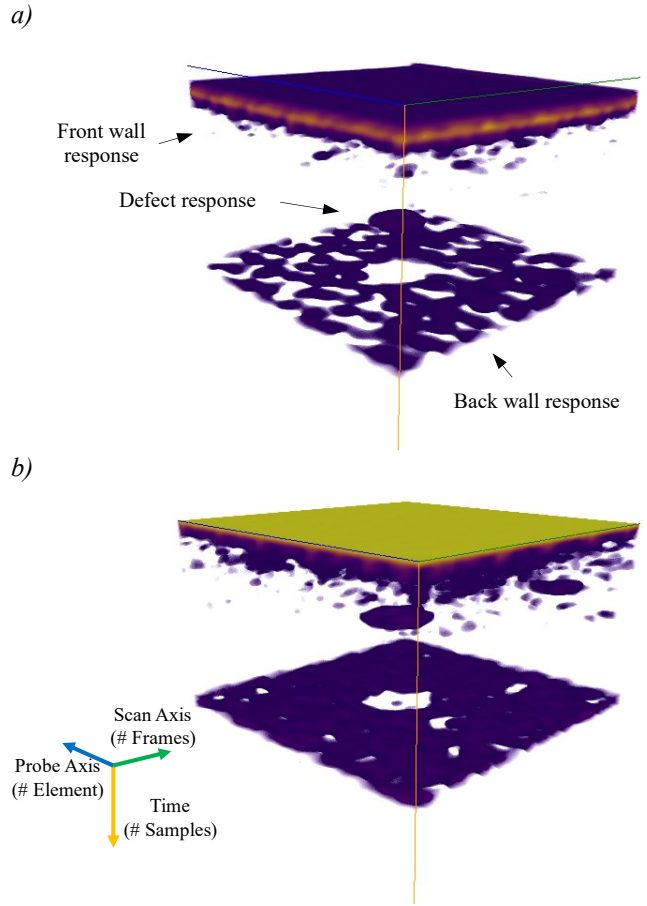 a)
Front wall
response
Defect response
Back wall response
b)
Scan Axis
(# Frames)
Probe Axis
(# Element)
Time
(# Samples)